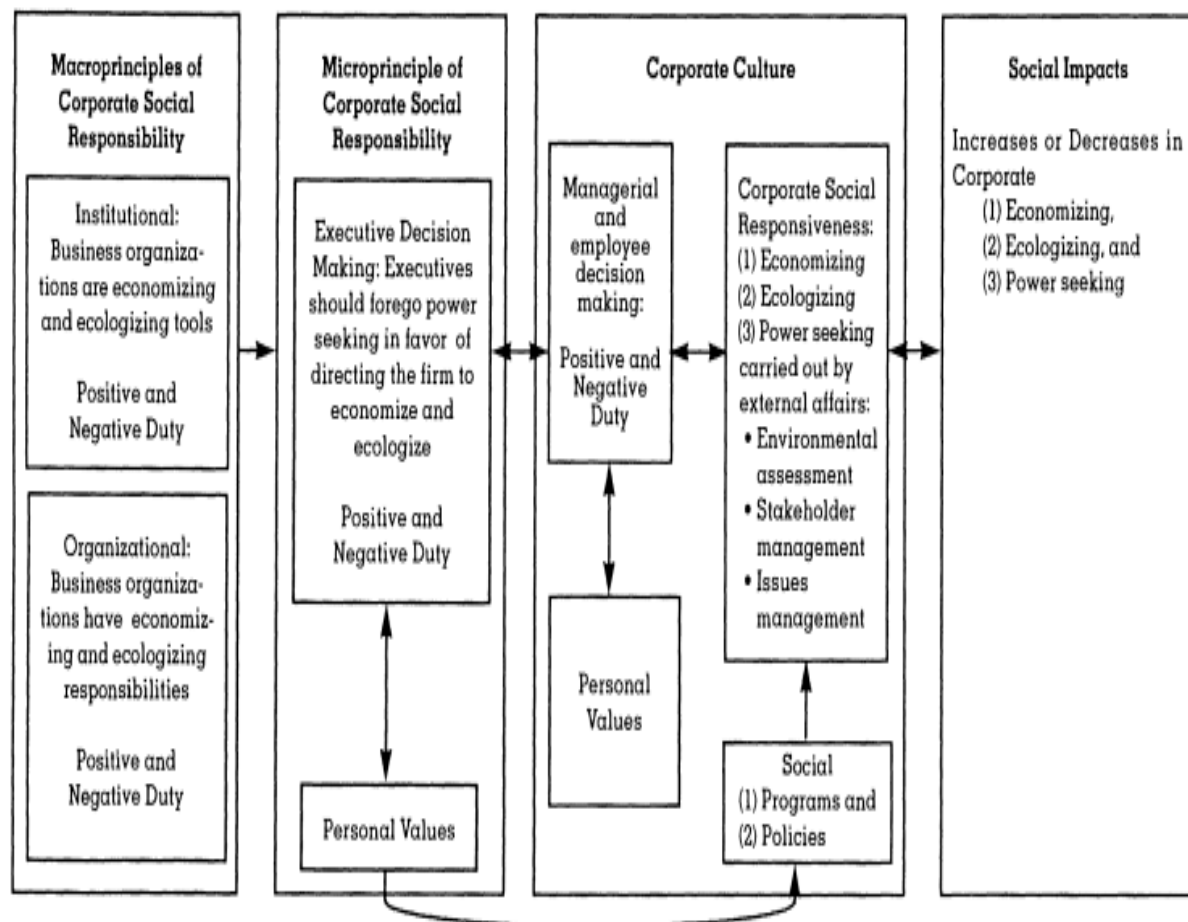 Macroprinciples of
Corporate Social
Responsibility
Institutional:
Business organiza-
tions are economizing
and ecologizing tools
Positive and
Negative Duty
Organizational:
Business organiza-
tions have economiz-
ing and ecologizing
responsibilities
Positive and
Negative Duty
Microprinciple of
Corporate Social
Responsibility
Executive Decision
Making: Executives
should forego power
seeking in favor of
directing the firm to
economize and
ecologize
Positive and
Negative Duty
Personal Values
Corporate Culture
Managerial
and
employee
decision
making:
Positive and
Negative
Duty
Personal
Values
Corporate Social
Responsiveness:
(1) Economizing
(2) Ecologizing
(3) Power seeking
carried out by
external affairs:
• Environmental
assessment
• Stakeholder
management
• Issues
management
Social
(1) Programs and
(2) Policies
Social Impacts
Increases or Decreases in
Corporate
(1) Economizing,
(2) Ecologizing, and
(3) Power seeking